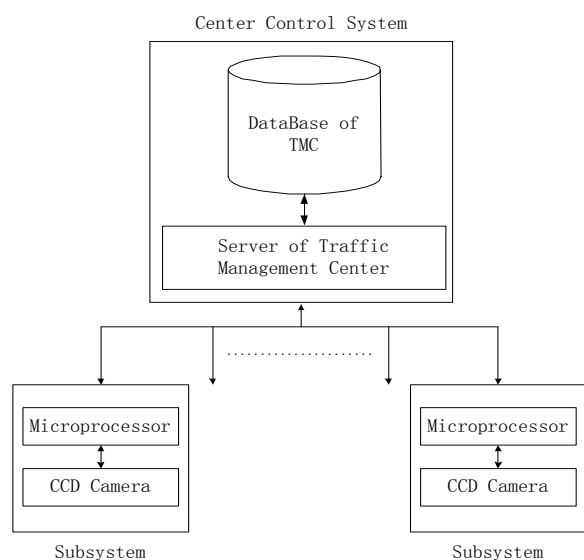 Center Control System
DataBase of
TMC
Server of Traffic
Management Center
.....................
Microprocessor
CCD Camera
Subsystem
Microprocessor
CCD Camera
Subsystem